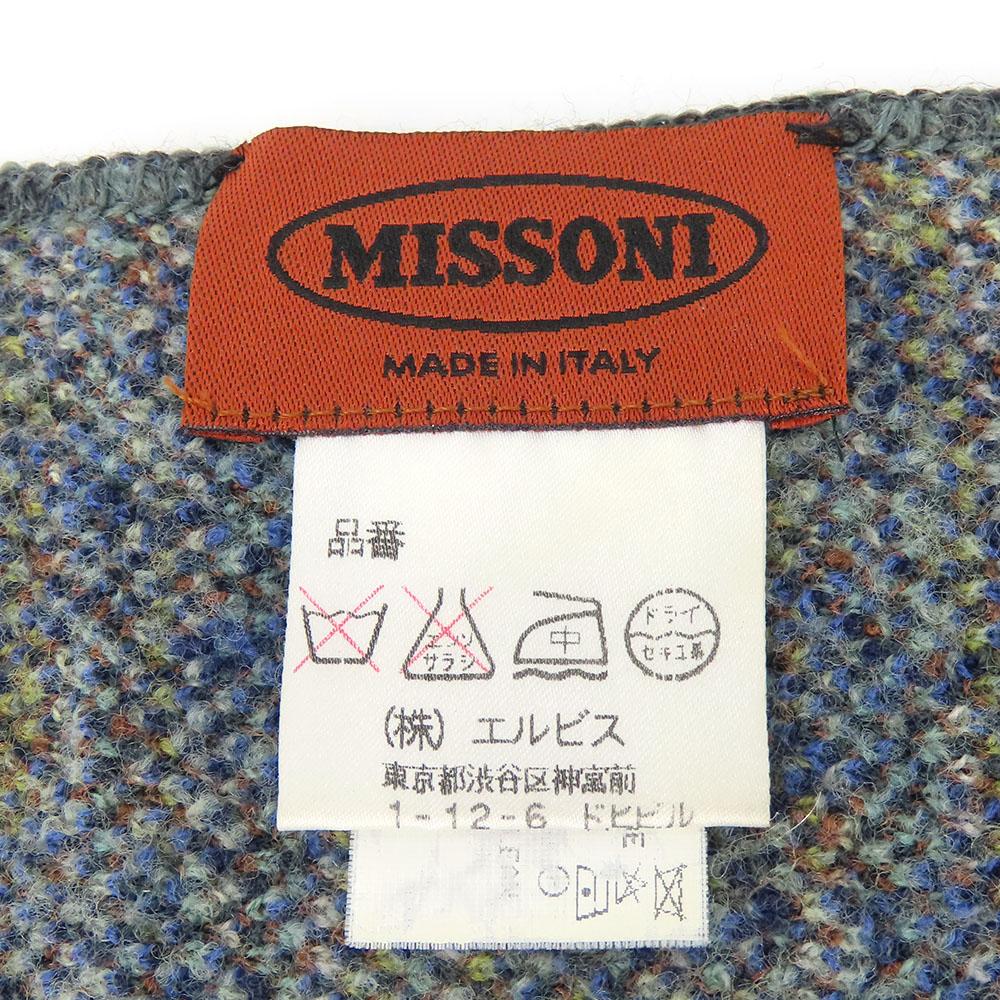 MISSONI
MADE IN ITALY
品番
エンソ
サラシ
中
ドライ
セキユ系
(株) エルビス
東京都渋谷区神宮前
1-12-6 ドヒビル